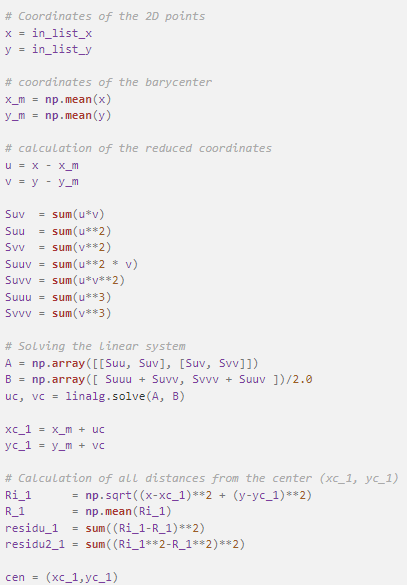 # Coordinates of the 2D points
x = in_list_x
y = in_list_y

# coordinates of the barycenter
x_m = np.mean(x)
y_m = np.mean(y)

# calculation of the reduced coordinates
u = x - x_m
v = y - y_m

Suv  = sum(u*v)
Suu  = sum(u**2)
Svv  = sum(v**2)
Suuv = sum(u**2 * v)
Suvv = sum(u*v**2)
Suuu = sum(u**3)
Svvv = sum(v**3)

# Solving the linear system
A = np.array([[Suu, Suv], [Suv, Svv]])
B = np.array([ Suuu + Suvv, Svvv + Suuv ])/2.0
uc, vc = linalg.solve(A, B)

xc_1 = x_m + uc
yc_1 = y_m + vc

# Calculation of all distances from the center (xc_1, yc_1)
Ri_1      = np.sqrt((x-xc_1)**2 + (y-yc_1)**2)
R_1       = np.mean(Ri_1)
residu_1  = sum((Ri_1-R_1)**2)
residu2_1 = sum((Ri_1**2-R_1**2)**2)

cen = (xc_1,yc_1)